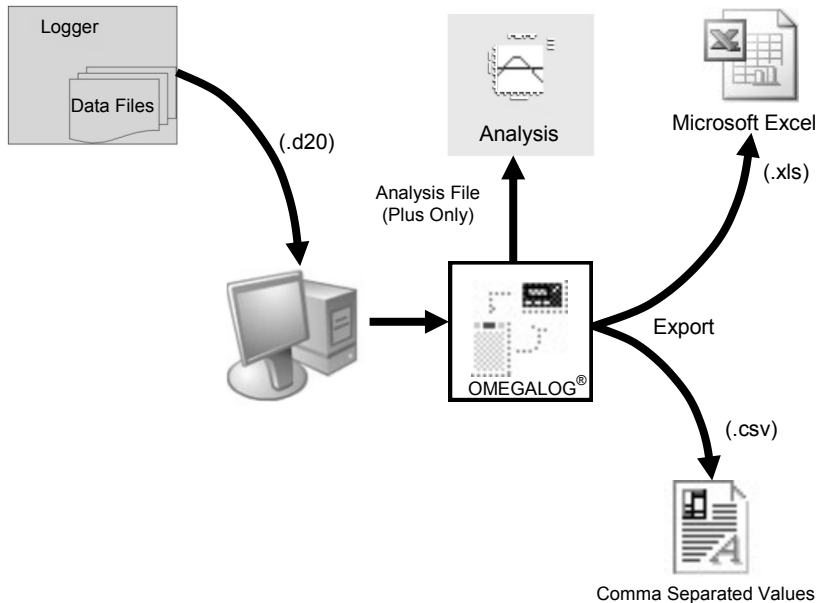 Logger
Data Files
(.d20)
Analysis
Analysis File
(Plus Only)
Microsoft Excel
(.xls)
OMEGALOG®
Export
(.csv)
Comma Separated Values